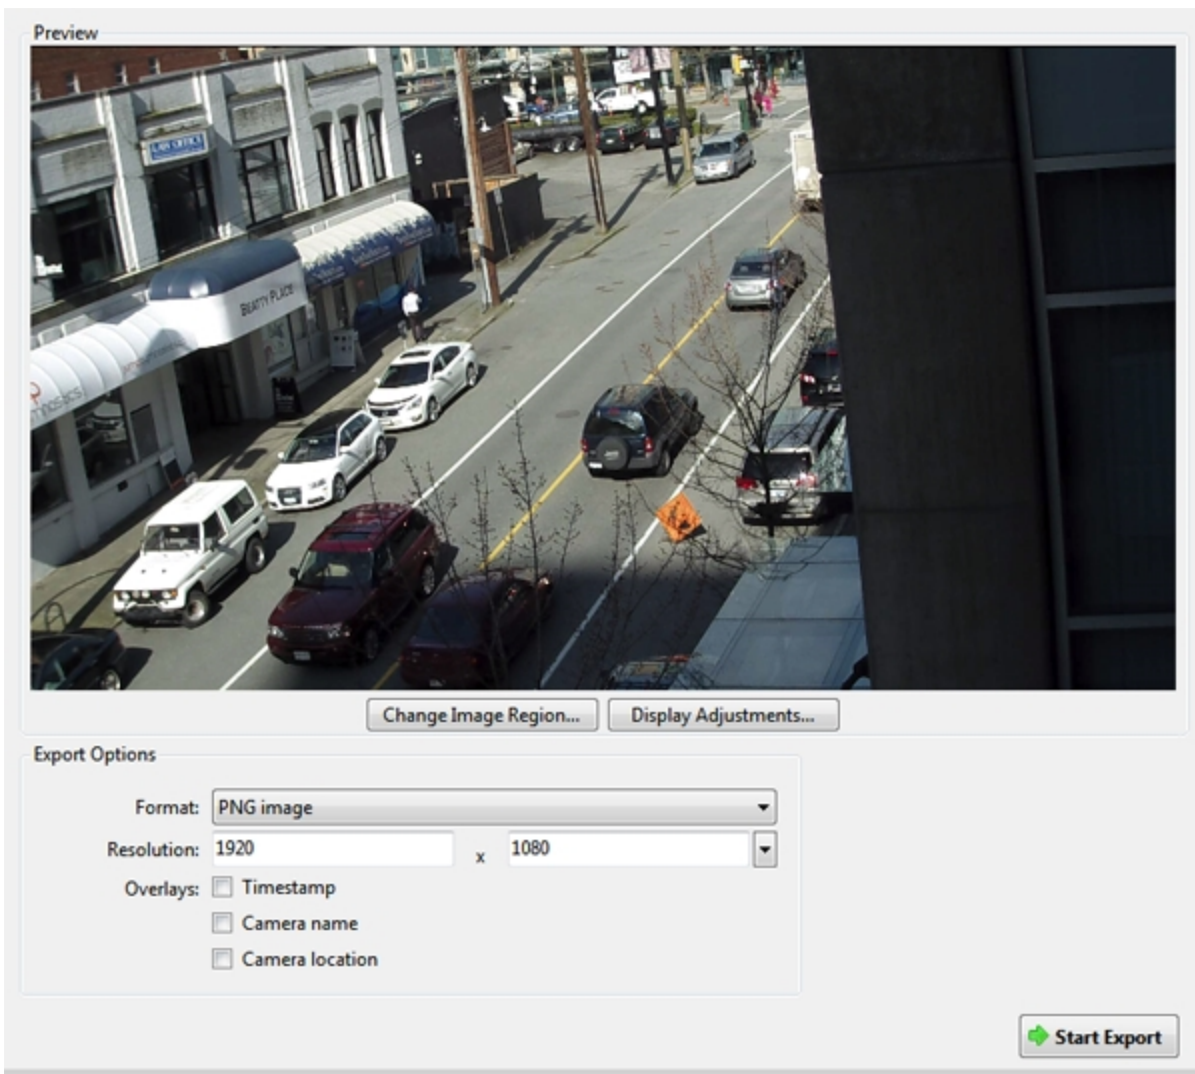 Preview
LAW OFFICE
BEATTY PLACE
Change Image Region...
Display Adjustments...
Export Options
Format: PNG image
Resolution: 1920 x 1080
Overlays: Timestamp
Camera name
Camera location
Start Export